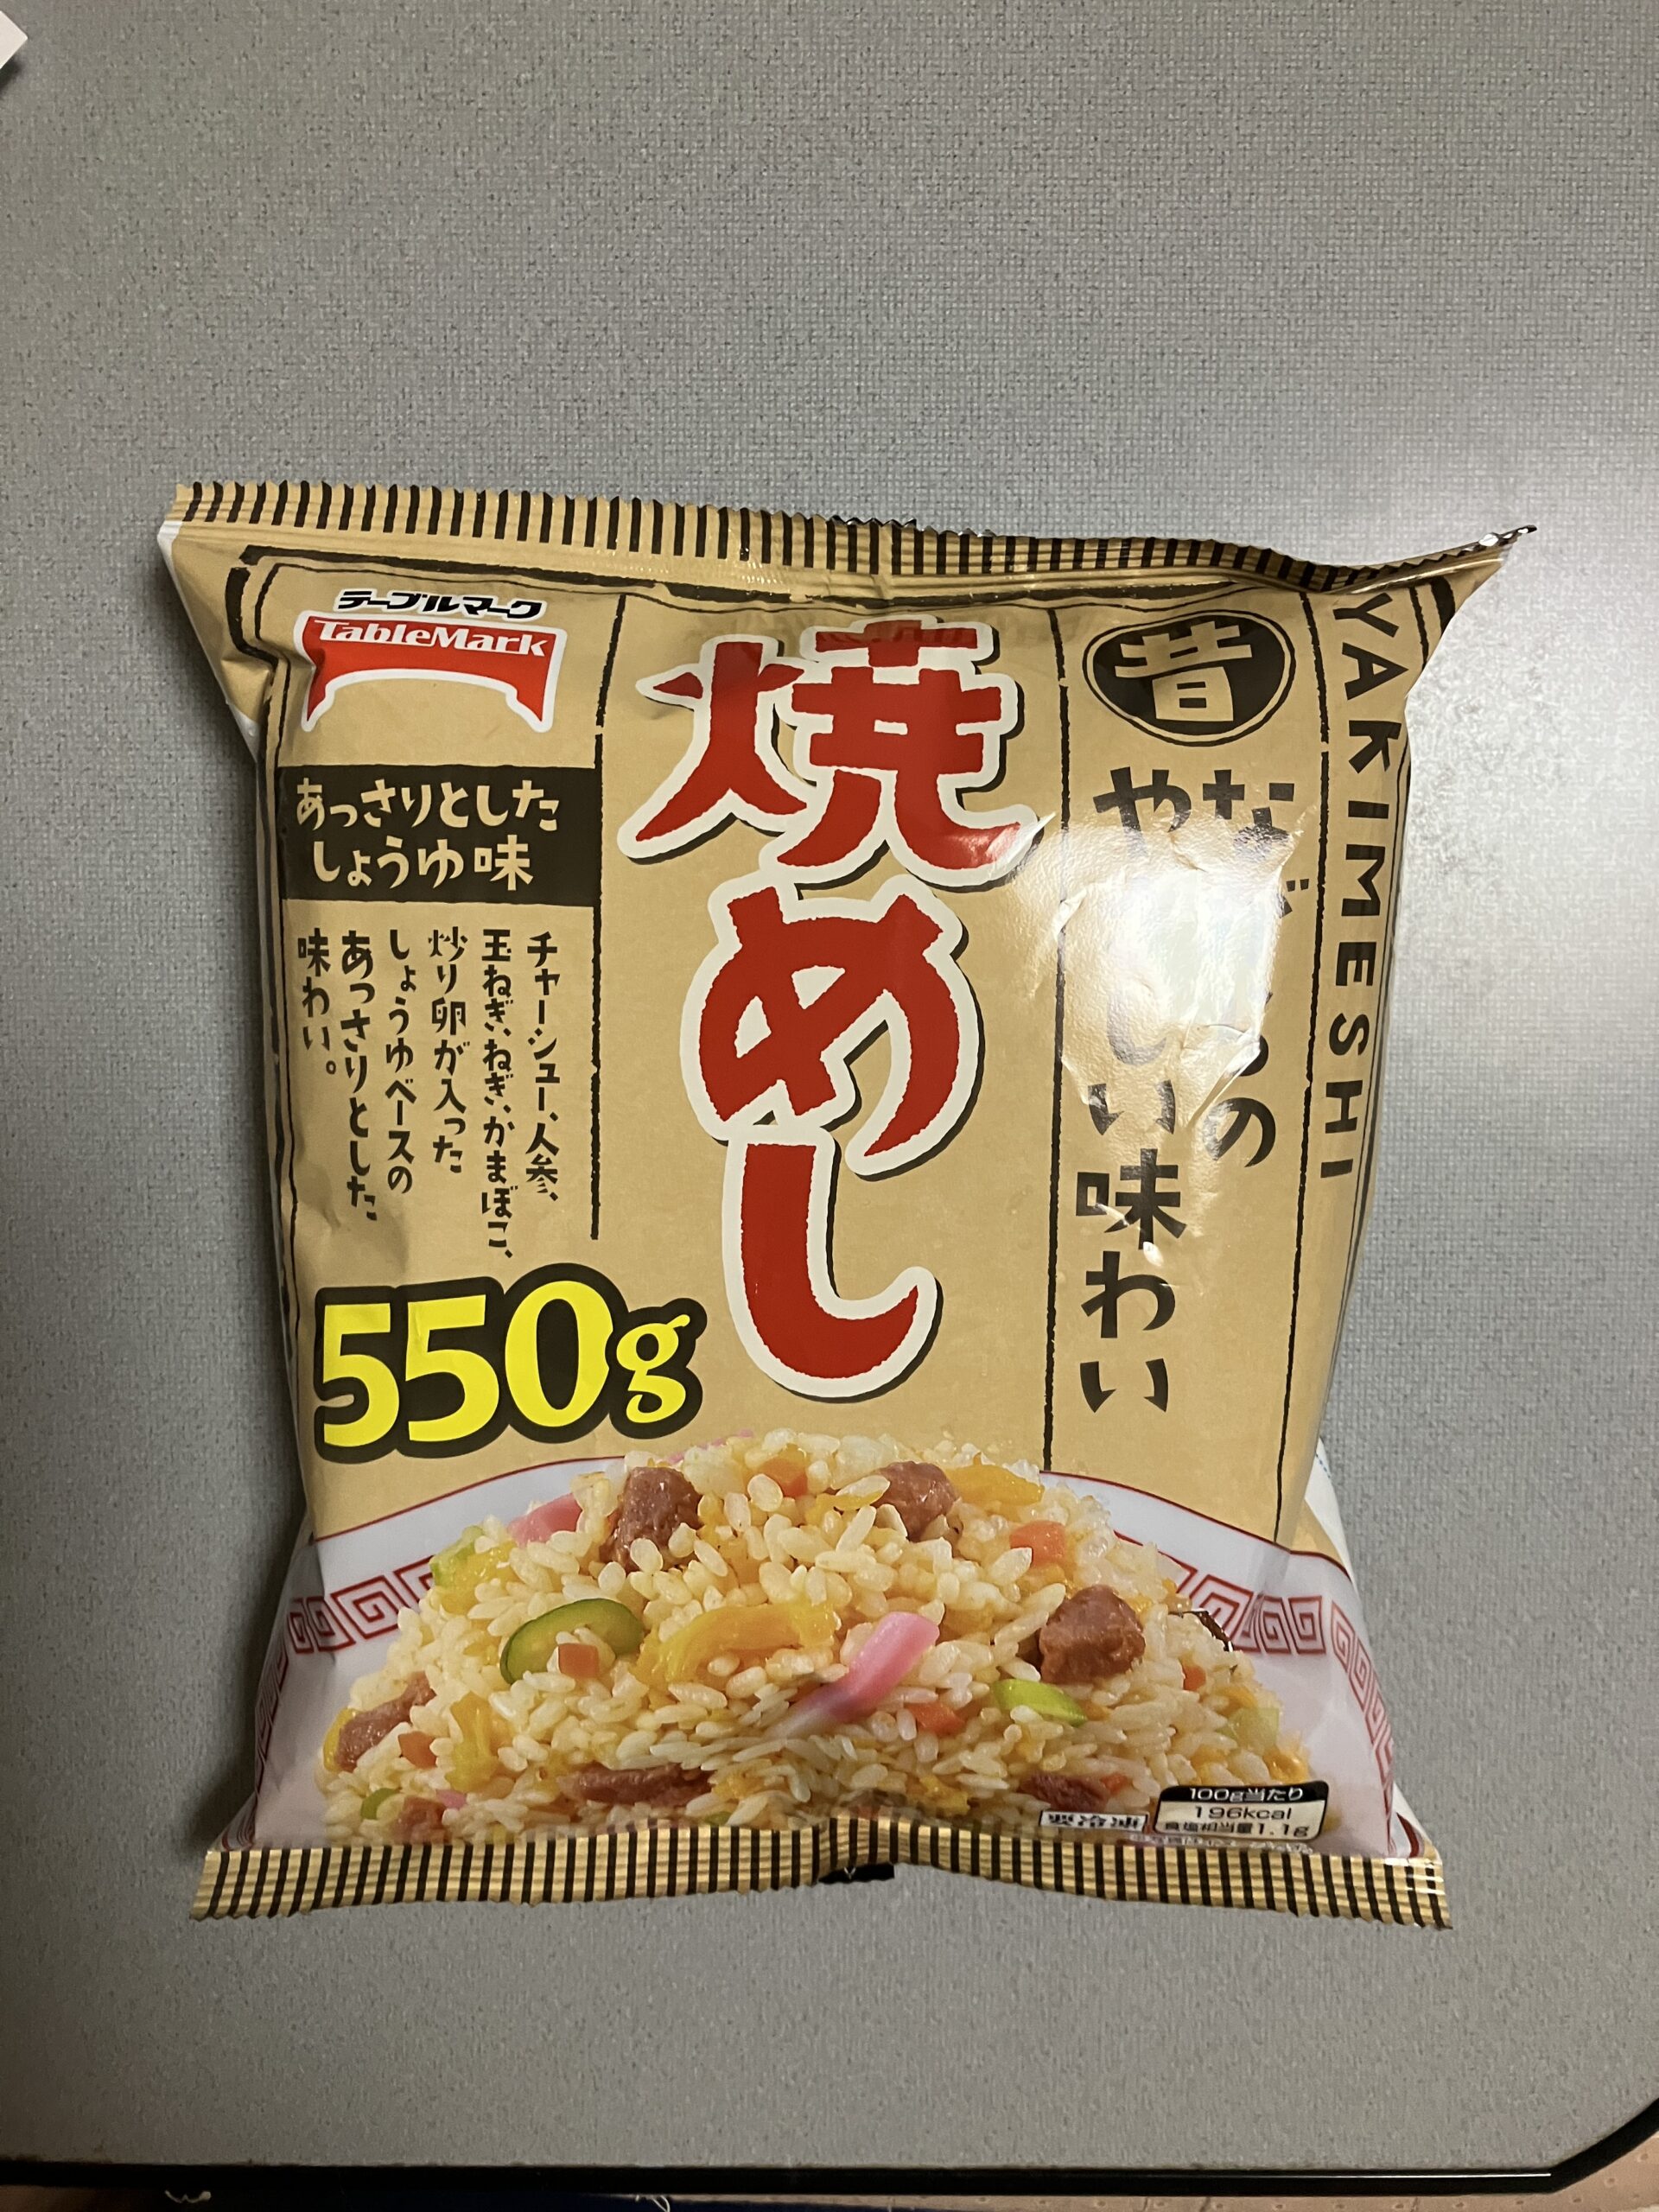 テーブルマーク
TableMark
YAKIMESHI
昔
な
の
や
しい味わい
焼めし
あっさりとした
しょうゆ味
チャーシュー、人参、
玉ねぎ、ねぎ、かまぼこ、
炒り卵が入った
しょうゆベースの
あっさりとした
味わい。
550g
要冷凍
100g当たり
196kcal
食塩相当量1.1g